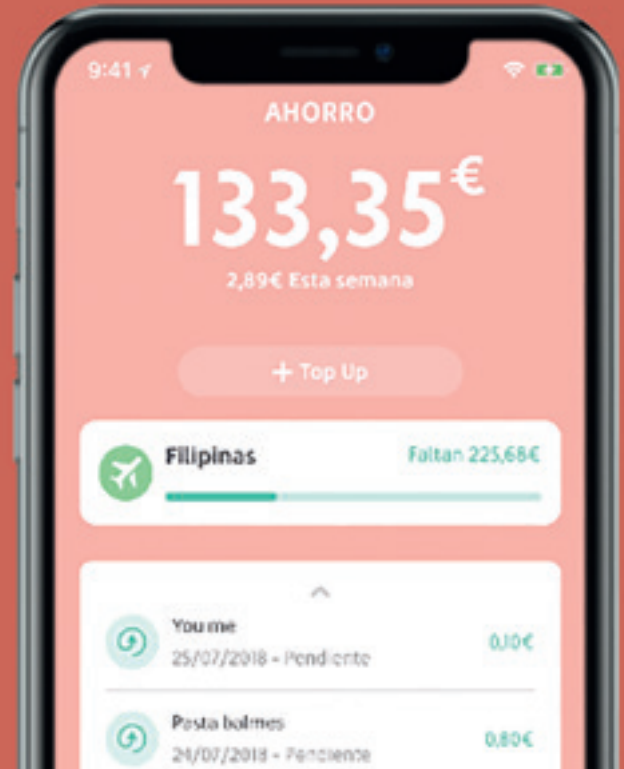 9:41
AHORRO
133,35€
2,89€ Esta semana
+ Top Up
Filipinas
Faltan 225,68€
You me
0,10€
25/07/2018 - Pendiente
Pasta balmes
0,80€
24/07/2018 - Pendiente